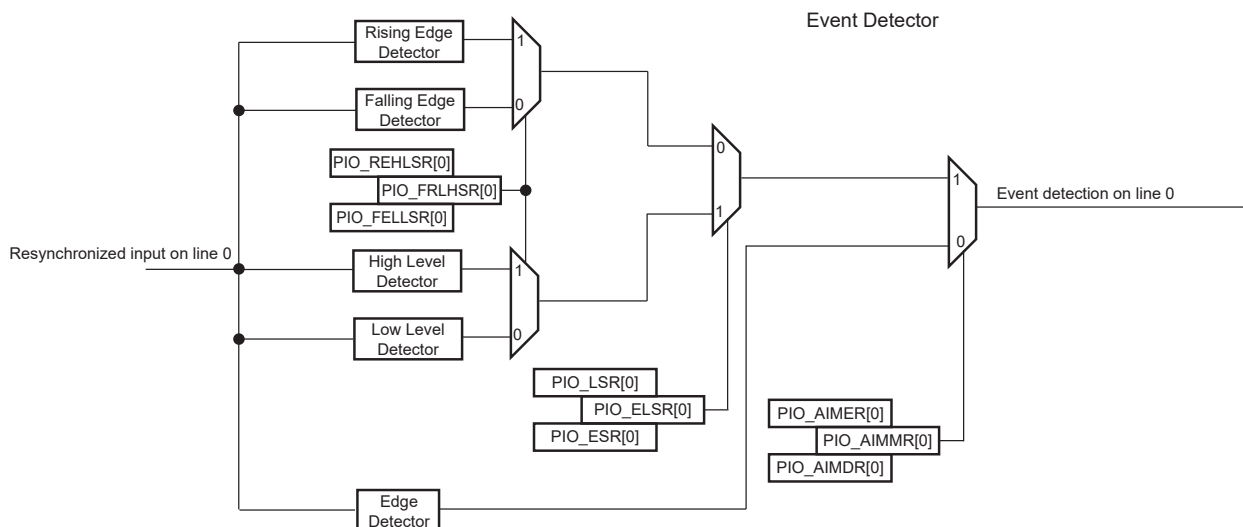 Event Detector
Rising Edge
Detector
1
Falling Edge
Detector
0
PIO_REHLSR[0]
PIO_FRLHSR[0]
PIO_FELLSR[0]
0
1
1
0
Event detection on line 0
Resynchronized input on line 0
High Level
Detector
1
Low Level
Detector
0
PIO_LSR[0]
PIO_ELSR[0]
PIO_ESR[0]
PIO_AIMER[0]
PIO_AIMMR[0]
PIO_AIMDR[0]
Edge
Detector